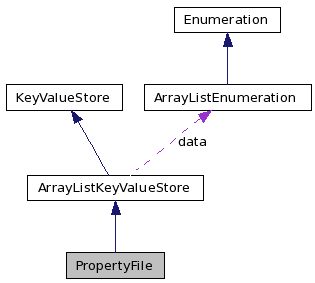 Enumeration
KeyValueStore
ArrayListEnumeration
data
ArrayListKeyValueStore
PropertyFile